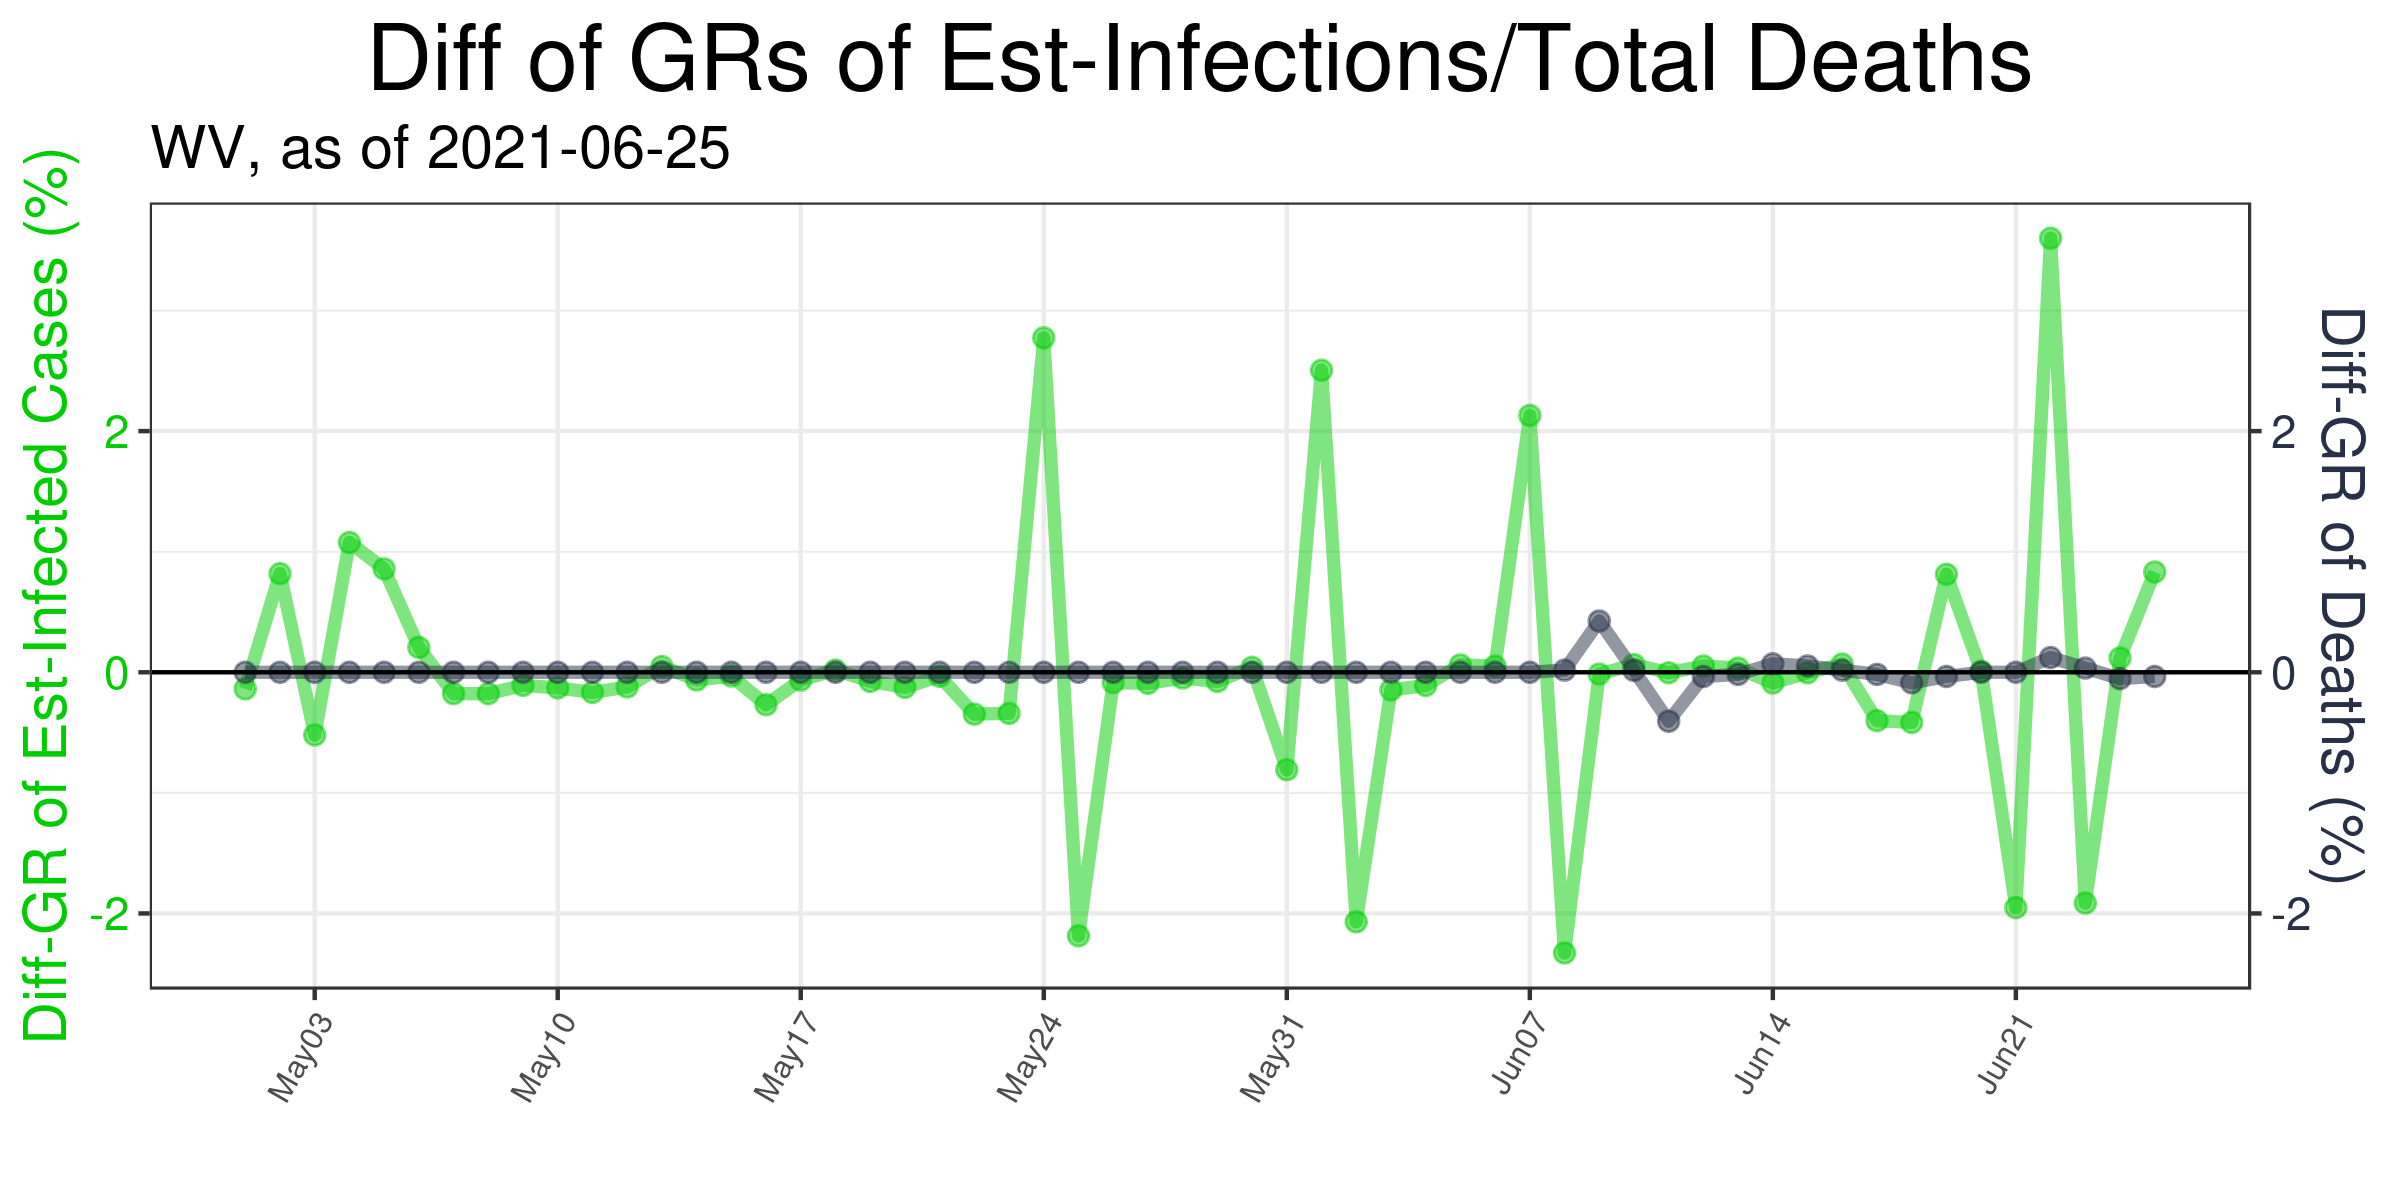 Diff of GRs of Est-Infections/Total Deaths
WV, as of 2021-06-25
Diff-GR of Est-Infected Cases (%)
2
0
-2
2
0
-2
Diff-GR of Deaths (%)
May03
May10
May17
May24
May31
Jun07
Jun14
Jun21